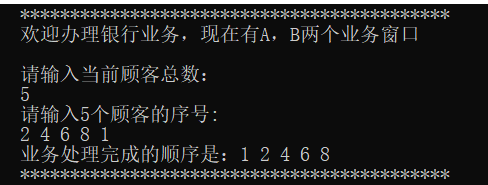 *******************************************
欢迎办理银行业务，现在有A，B两个业务窗口
请输入当前顾客总数：
5
请输入5个顾客的序号：
2 4 6 8 1
业务处理完成的顺序是：1 2 4 6 8
*******************************************